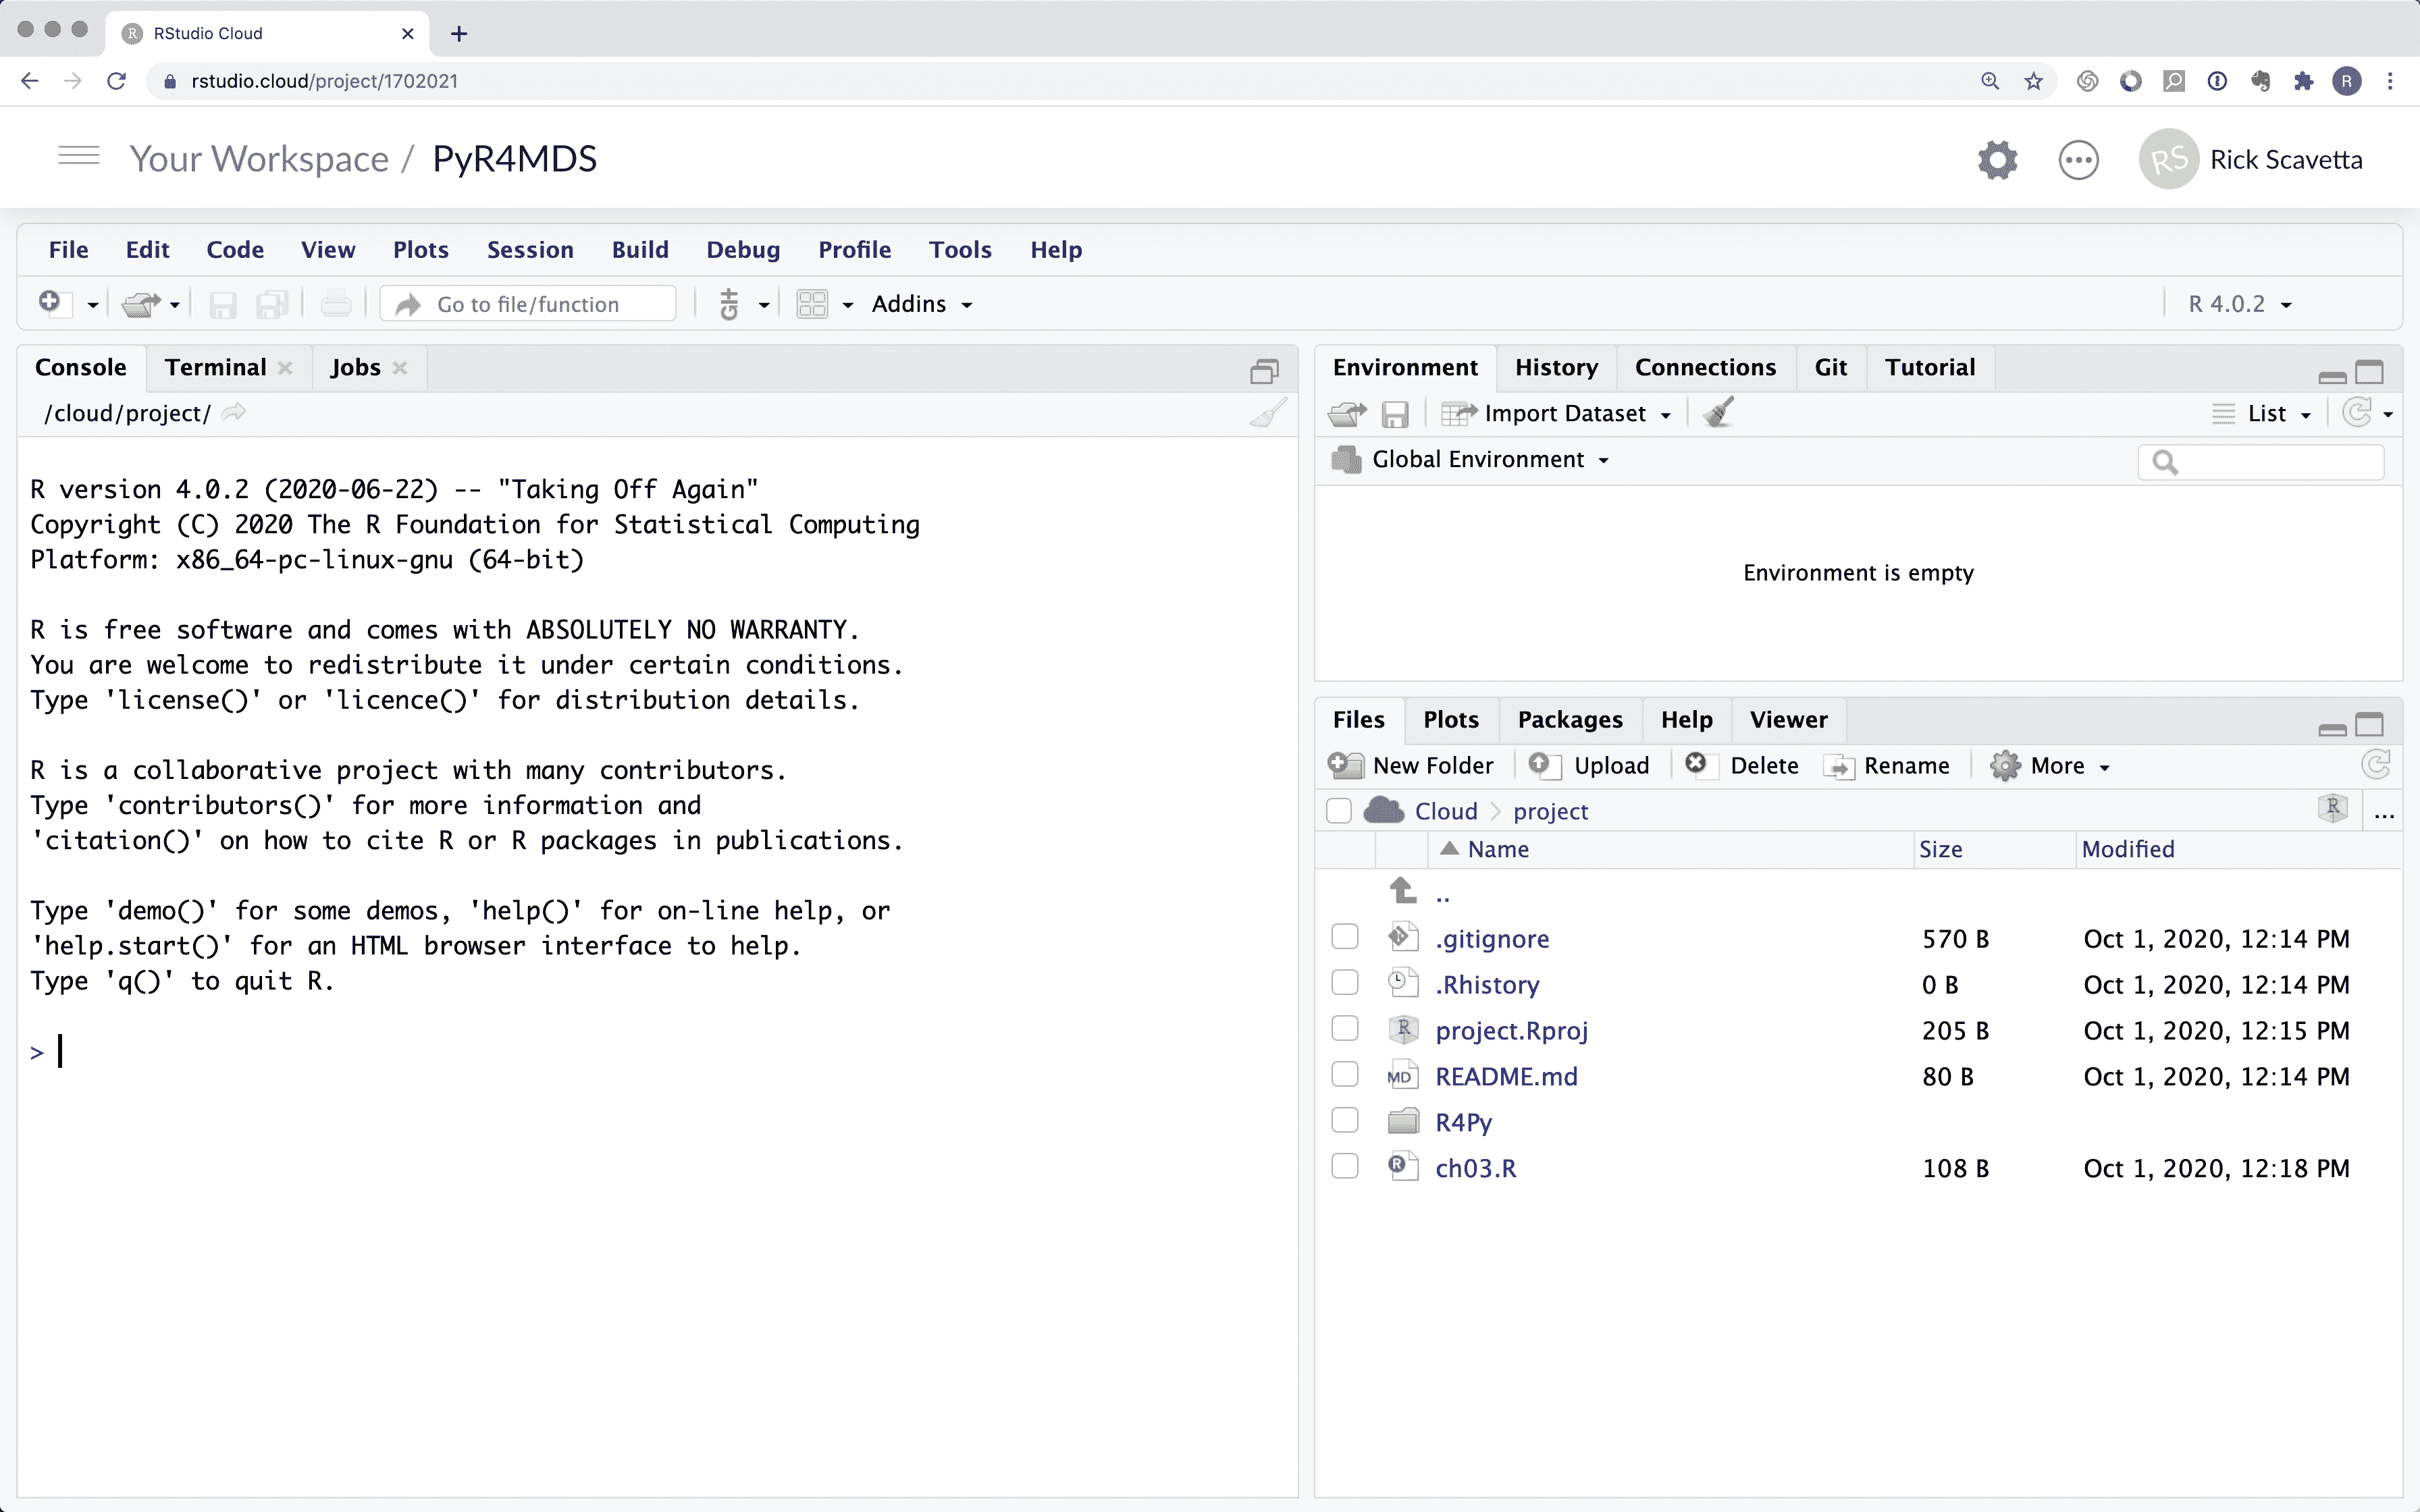 RStudio Cloud
rstudio.cloud/project/1702021
R
Your Workspace / PyR4MDS
RS Rick Scavetta
File Edit Code View Plots Session Build Debug Profile Tools Help
Go to file/function Addins R 4.0.2
Console Terminal Jobs
/cloud/project/
R version 4.0.2 (2020-06-22) -- "Taking Off Again"
Copyright (C) 2020 The R Foundation for Statistical Computing
Platform: x86_64-pc-linux-gnu (64-bit)
R is free software and comes with ABSOLUTELY NO WARRANTY.
You are welcome to redistribute it under certain conditions.
Type 'license()' or 'licence()' for distribution details.
R is a collaborative project with many contributors.
Type 'contributors()' for more information and
'citation()' on how to cite R or R packages in publications.
Type 'demo()' for some demos, 'help()' for on-line help, or
'help.start()' for an HTML browser interface to help.
Type 'q()' to quit R.
>
Environment History Connections Git Tutorial
Import Dataset List
Global Environment
Environment is empty
Files Plots Packages Help Viewer
New Folder Upload Delete Rename More
Cloud project ...
Name Size Modified
..
.gitignore 570 B Oct 1, 2020, 12:14 PM
.Rhistory 0 B Oct 1, 2020, 12:14 PM
project.Rproj 205 B Oct 1, 2020, 12:15 PM
MD README.md 80 B Oct 1, 2020, 12:14 PM
R4Py
ch03.R 108 B Oct 1, 2020, 12:18 PM